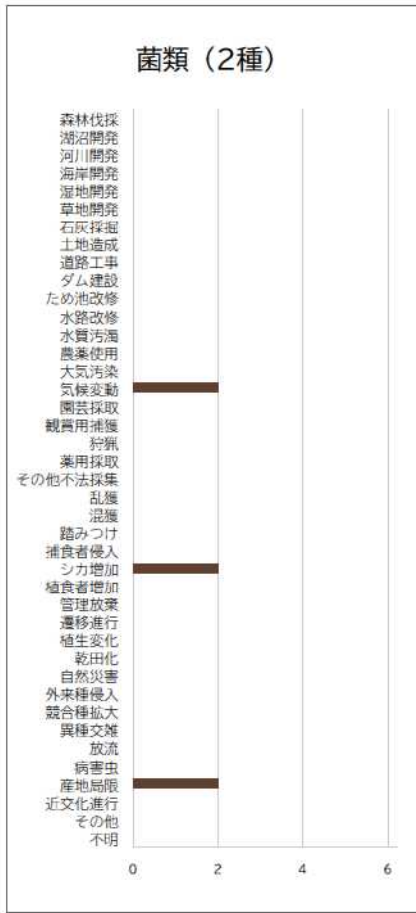 菌類（2種）
森林伐採
湖沼開発
河川開発
海岸開発
湿地開発
草地開発
石灰採掘
土地造成
道路工事
ダム建設
ため池改修
水路改修
水質汚濁
農薬使用
大気汚染
気候変動
園芸採取
観賞用捕獲
狩猟
薬用採取
その他不法採集
乱獲
混獲
踏みつけ
捕食者侵入
シカ増加
植食者増加
管理放棄
遷移進行
植生変化
乾田化
自然災害
外来種侵入
競合種拡大
異種交雑
放流
病害虫
産地局限
近交化進行
その他
不明
0 2 4 6